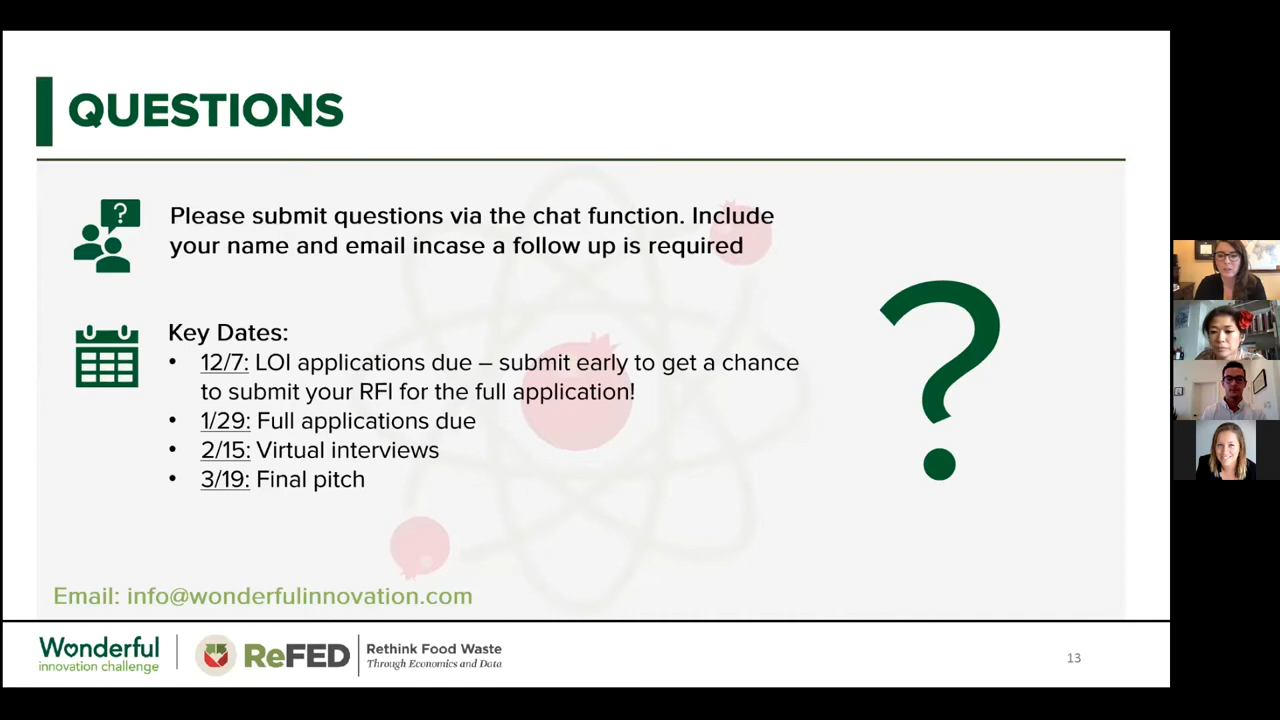 QUESTIONS
?
Please submit questions via the chat function. Include
your name and email incase a follow up is required
Key Dates:
• 12/7: LOI applications due – submit early to get a chance
to submit your RFI for the full application!
• 1/29: Full applications due
• 2/15: Virtual interviews
• 3/19: Final pitch
?
Email: info@wonderfulinnovation.com
Wonderful
innovation challenge
ReFED
Rethink Food Waste
Through Economics and Data
13